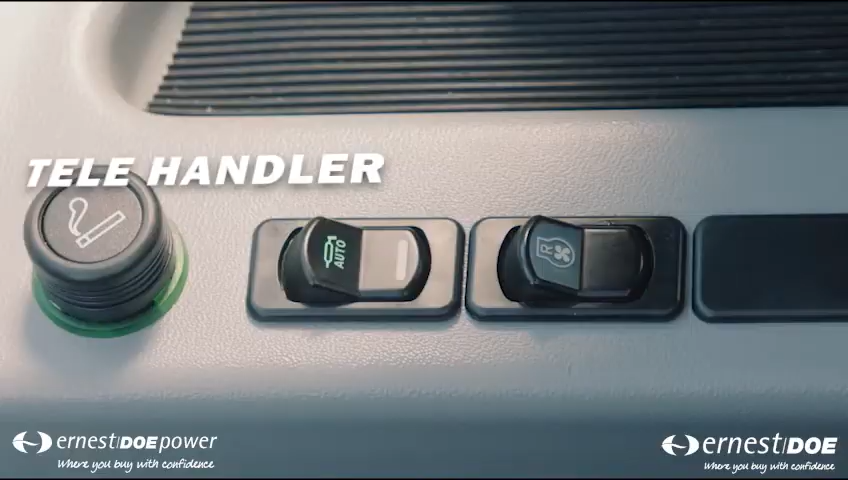 TELE HANDLER
AUTO
R
ernestDOEpower
Where you buy with confidence
ernestDOE
Where you buy with confidence